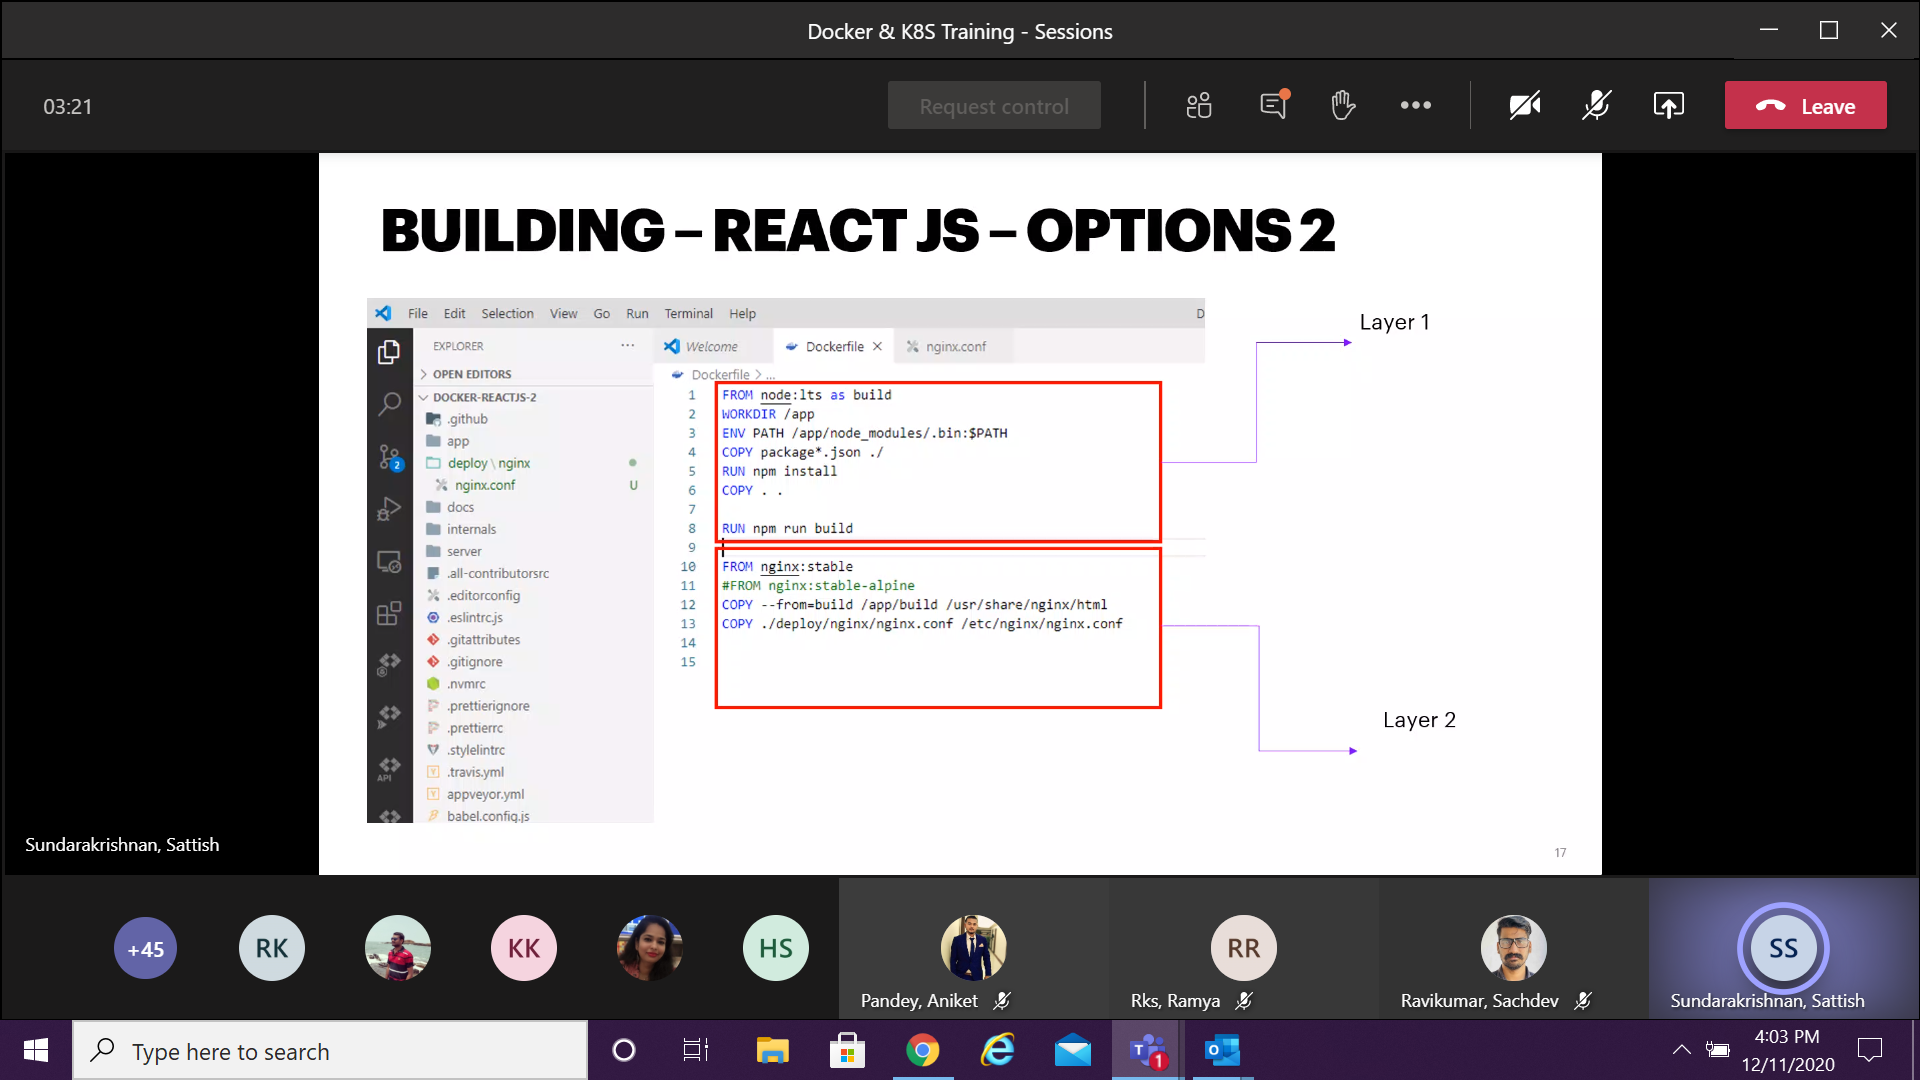 Docker & K8S Training - Sessions
03:21
Request control
Leave
BUILDING – REACT JS – OPTIONS 2
File Edit Selection View Go Run Terminal Help D
EXPLORER ...
Welcome Dockerfile nginx.conf
OPEN EDITORS
DOCKER-REACTJS-2
.github
app
deploy \ nginx
nginx.conf U
docs
internals
server
.all-contributorsrc
.editorconfig
.eslintrc.js
.gitattributes
.gitignore
.nvmrc
.prettierignore
.prettierrc
.stylelintrc
.travis.yml
appveyor.yml
babel.config.js
2
API
Dockerfile > ...
1 FROM node:lts as build
2 WORKDIR /app
3 ENV PATH /app/node_modules/.bin:$PATH
4 COPY package*.json ./
5 RUN npm install
6 COPY . .
7
8 RUN npm run build
9
10 FROM nginx:stable
11 #FROM nginx:stable-alpine
12 COPY --from=build /app/build /usr/share/nginx/html
13 COPY ./deploy/nginx/nginx.conf /etc/nginx/nginx.conf
14
15
Layer 1
Layer 2
17
Sundarakrishnan, Sattish
+45 RK KK HS RR SS
Pandey, Aniket
Rks, Ramya
Ravikumar, Sachdev
Sundarakrishnan, Sattish
Type here to search
T 1
O
4:03 PM
12/11/2020